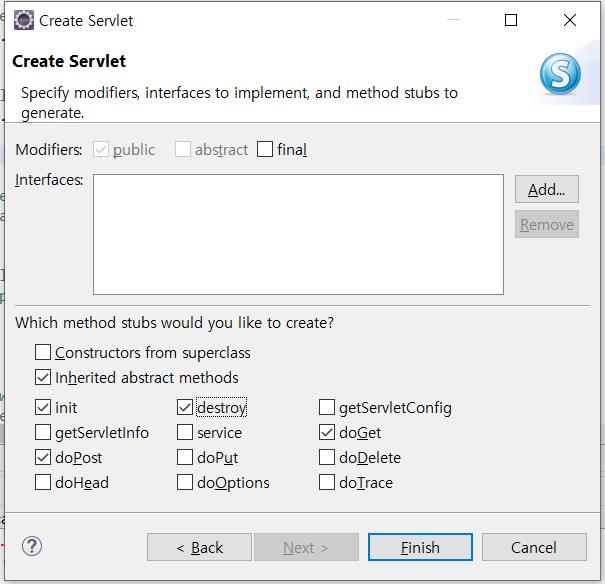 Create Servlet
Create Servlet
Specify modifiers, interfaces to implement, and method stubs to
generate.
Modifiers: public abstract final
Interfaces:
Add...
Remove
Which method stubs would you like to create?
Constructors from superclass
Inherited abstract methods
init destroy getServletConfig
getServletInfo service doGet
doPost doPut doDelete
doHead doOptions doTrace
? < Back Next > Finish Cancel